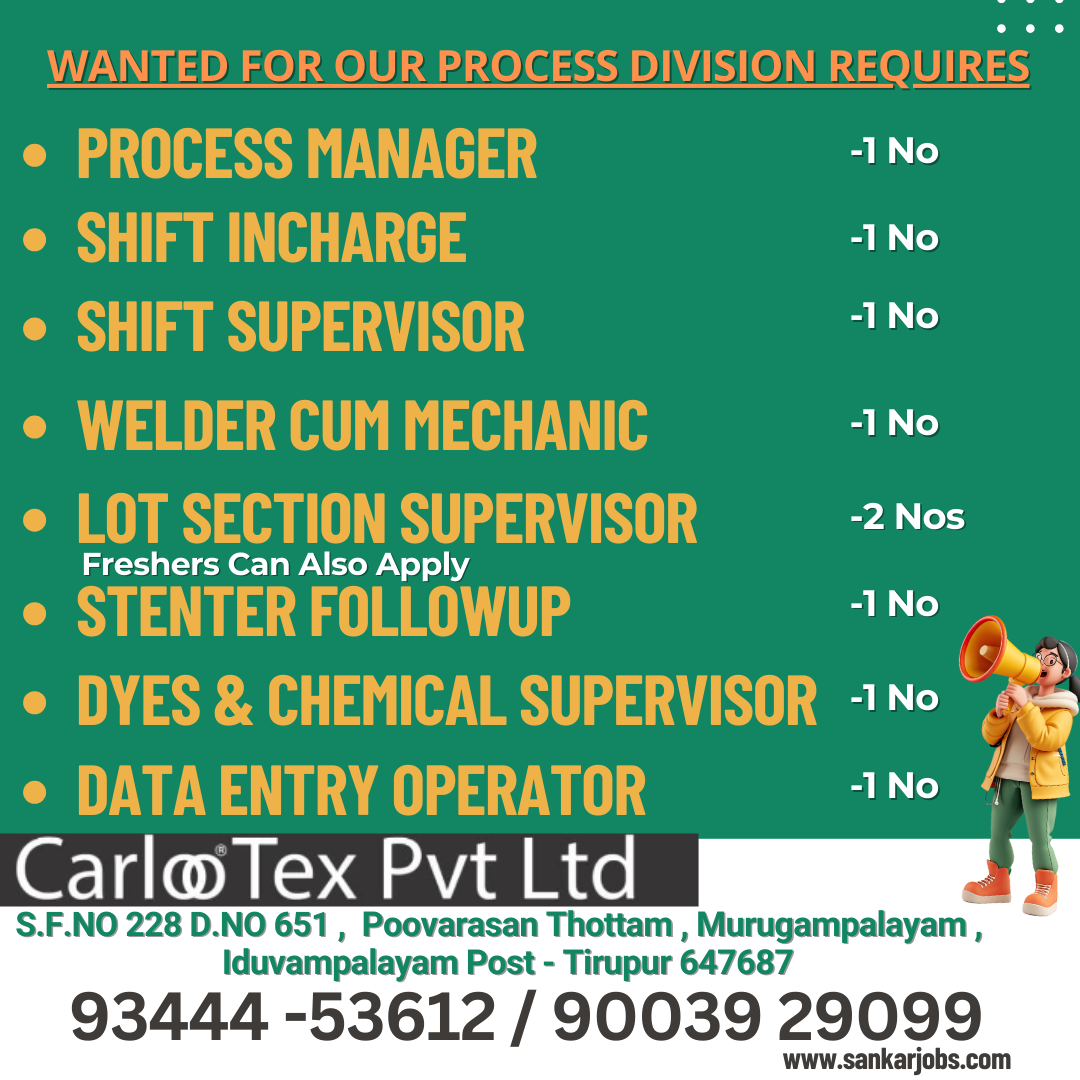 WANTED FOR OUR PROCESS DIVISION REQUIRES
• PROCESS MANAGER -1 No
• SHIFT INCHARGE -1 No
• SHIFT SUPERVISOR -1 No
• WELDER CUM MECHANIC -1 No
• LOT SECTION SUPERVISOR -2 Nos
Freshers Can Also Apply
• STENTER FOLLOWUP -1 No
• DYES & CHEMICAL SUPERVISOR -1 No
• DATA ENTRY OPERATOR -1 No
Carloo® Tex Pvt Ltd
S.F.NO 228 D.NO 651 , Poovarasan Thottam , Murugampalayam ,
Iduvampalayam Post - Tirupur 647687
93444 -53612 / 90039 29099
www.sankarjobs.com